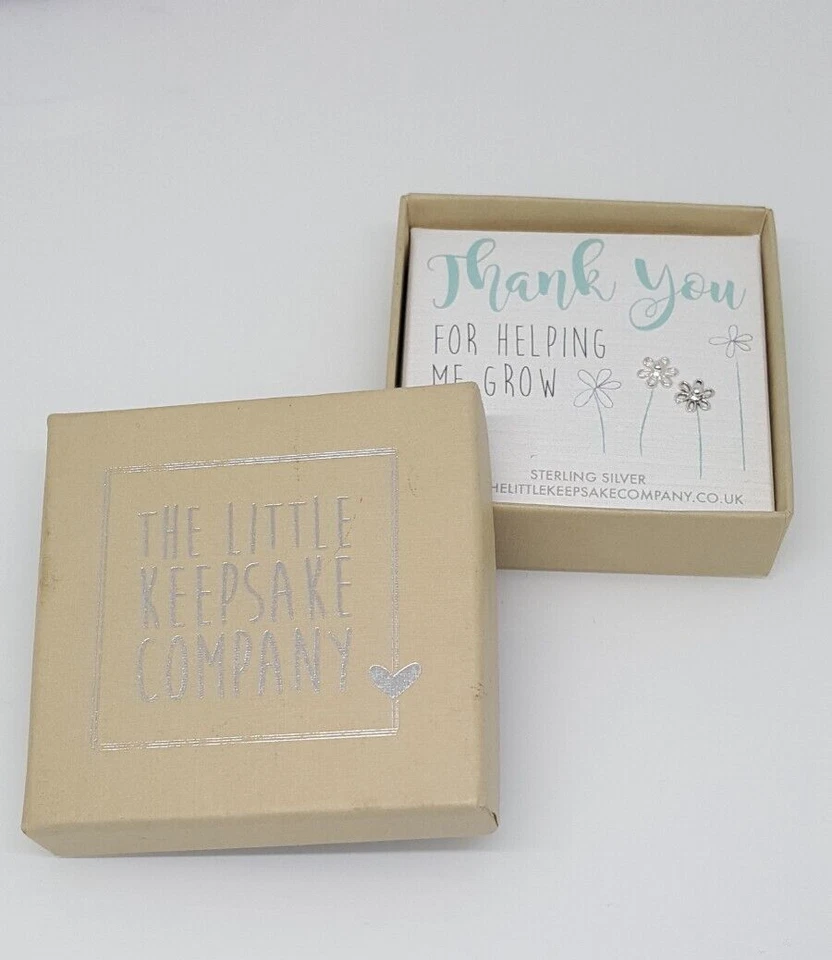 Thank You
FOR HELPING
ME GROW
STERLING SILVER
HELITTLEKEEPSAKECOMPANY.CO.UK
THE LITTLE
KEEPSAKE
COMPANY